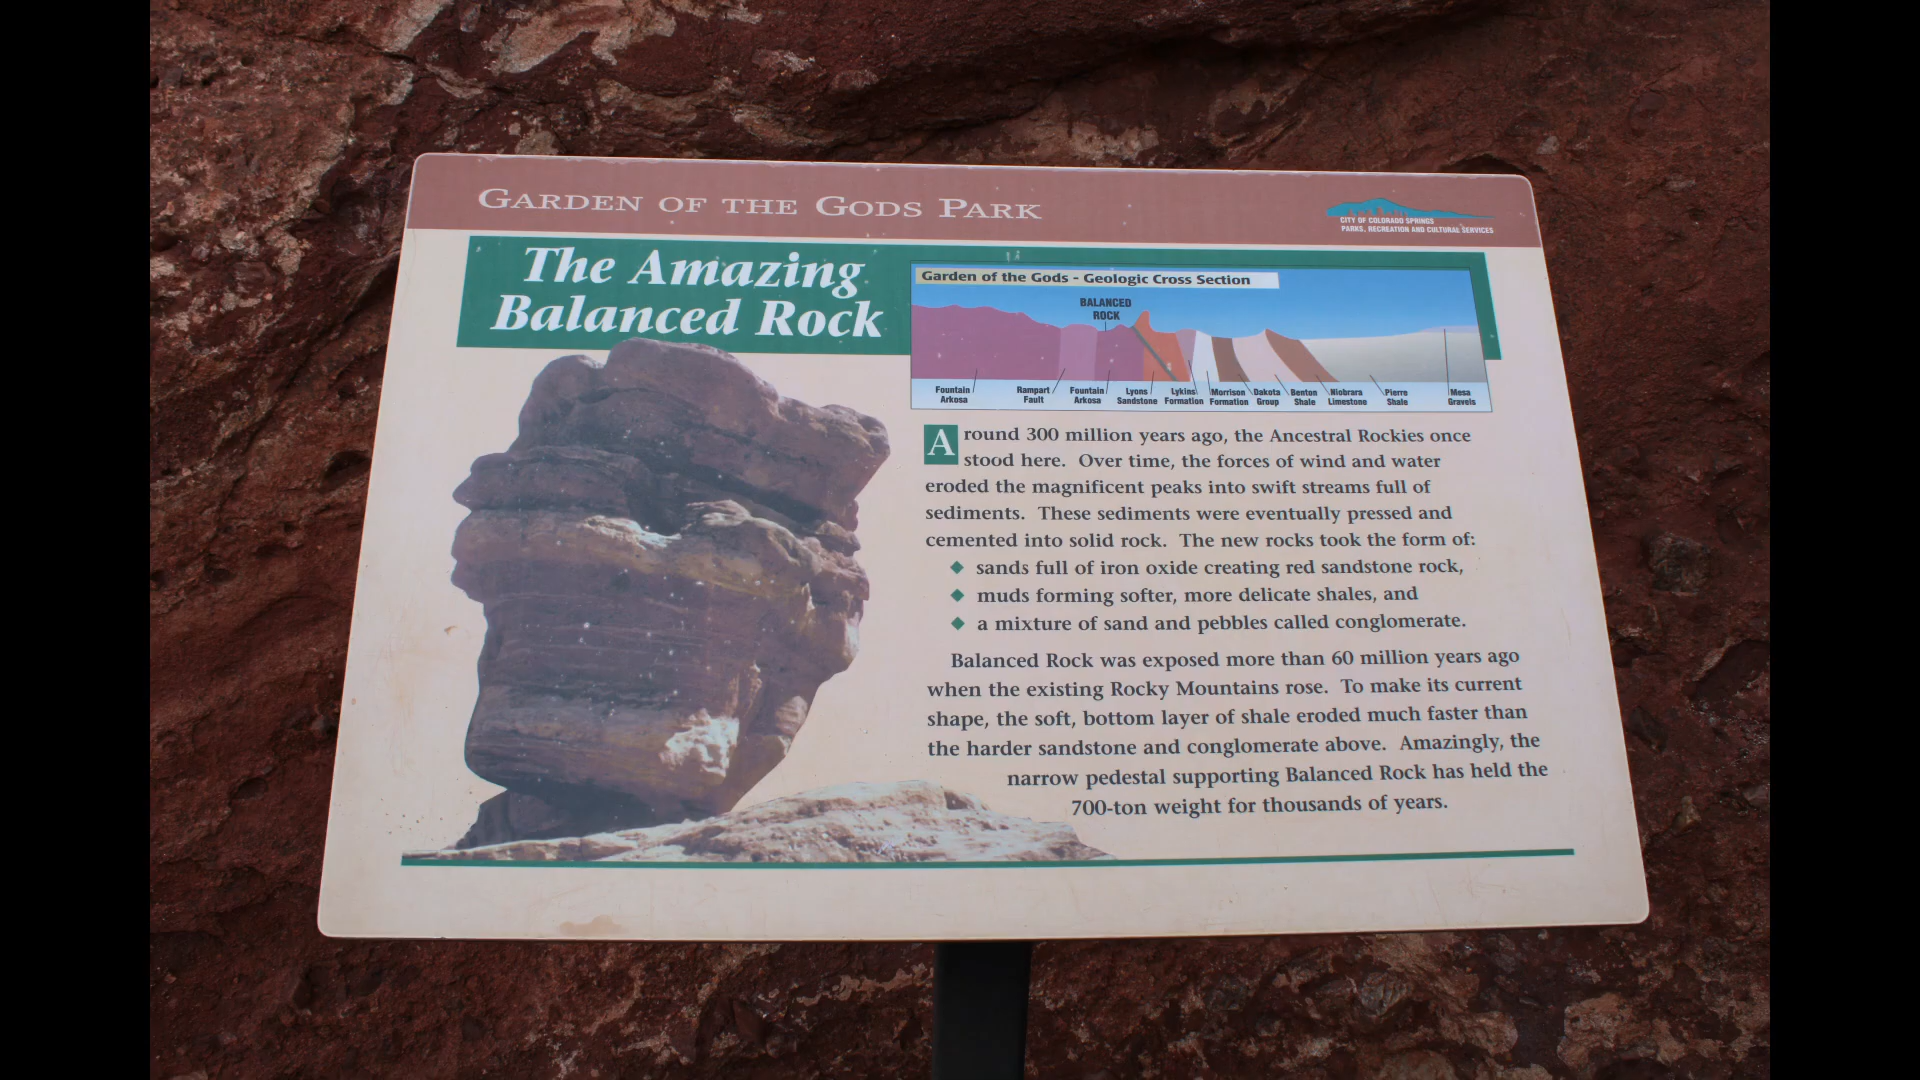 GARDEN OF THE GODS PARK
CITY OF COLORADO SPRINGS
PARKS, RECREATION AND CULTURAL SERVICES
The Amazing
Balanced Rock
Garden of the Gods - Geologic Cross Section
BALANCED
ROCK
Fountain
Arkosa
Rampart
Fault
Fountain
Arkosa
Lyons
Sandstone
Lykins
Formation
Morrison
Formation
Dakota
Group
Benton
Shale
Niobrara
Limestone
Pierre
Shale
Mesa
Gravels
Around 300 million years ago, the Ancestral Rockies once
stood here. Over time, the forces of wind and water
eroded the magnificent peaks into swift streams full of
sediments. These sediments were eventually pressed and
cemented into solid rock. The new rocks took the form of:
◆ sands full of iron oxide creating red sandstone rock,
◆ muds forming softer, more delicate shales, and
◆ a mixture of sand and pebbles called conglomerate.
Balanced Rock was exposed more than 60 million years ago
when the existing Rocky Mountains rose. To make its current
shape, the soft, bottom layer of shale eroded much faster than
the harder sandstone and conglomerate above. Amazingly, the
narrow pedestal supporting Balanced Rock has held the
700-ton weight for thousands of years.